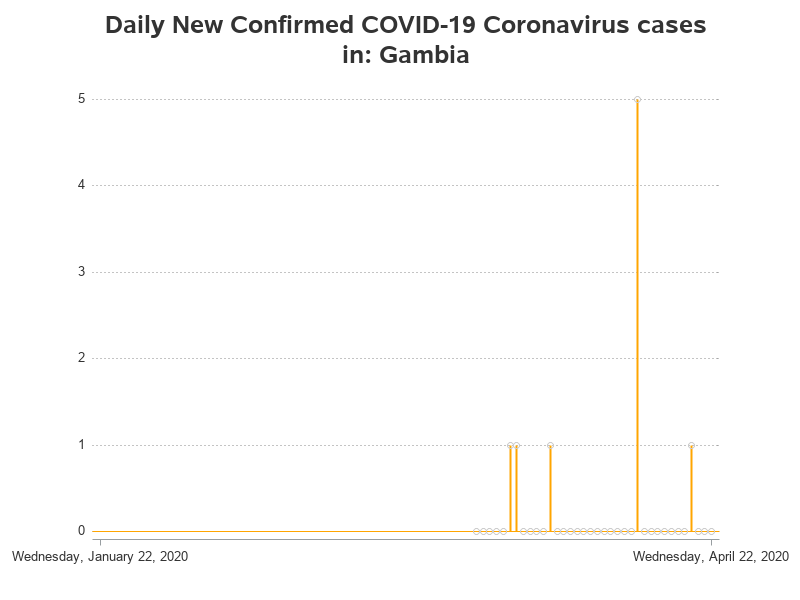 Daily New Confirmed COVID-19 Coronavirus cases
in: Gambia
5
4
3
2
1
0
Wednesday, January 22, 2020
Wednesday, April 22, 2020